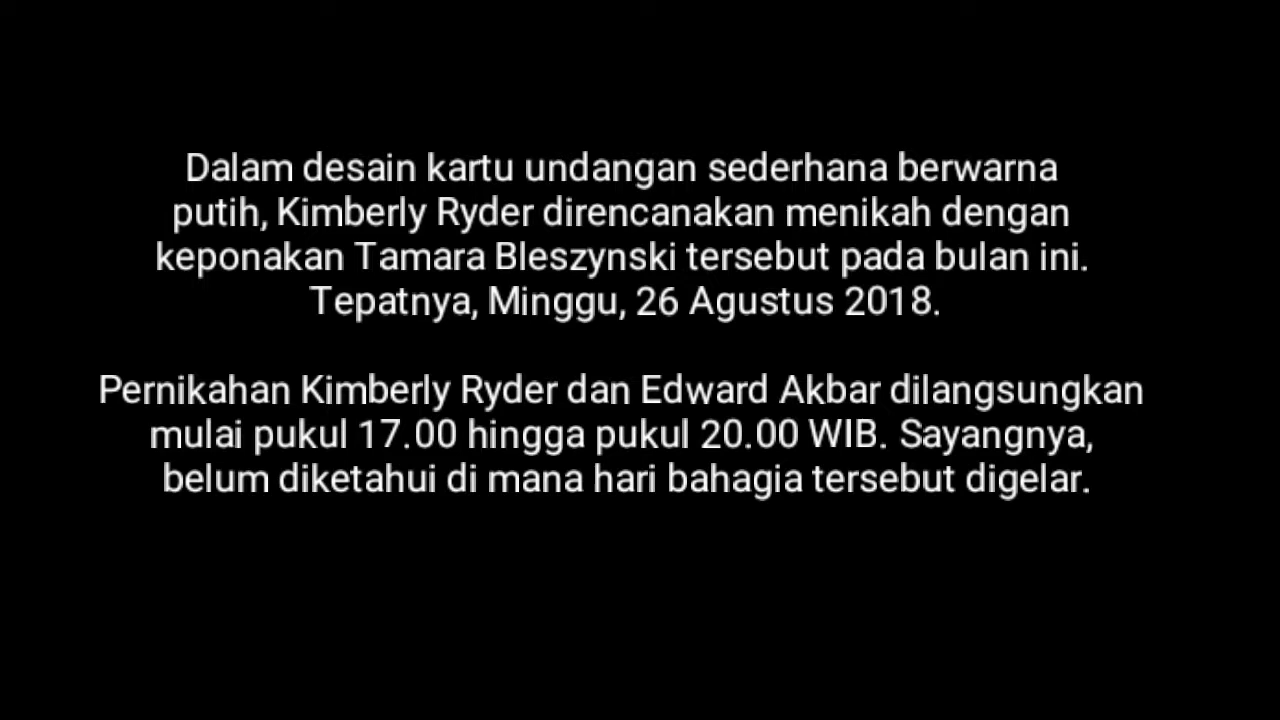 Dalam desain kartu undangan sederhana berwarna
putih, Kimberly Ryder direncanakan menikah dengan
keponakan Tamara Bleszynski tersebut pada bulan ini.
Tepatnya, Minggu, 26 Agustus 2018.
Pernikahan Kimberly Ryder dan Edward Akbar dilangsungkan
mulai pukul 17.00 hingga pukul 20.00 WIB. Sayangnya,
belum diketahui di mana hari bahagia tersebut digelar.